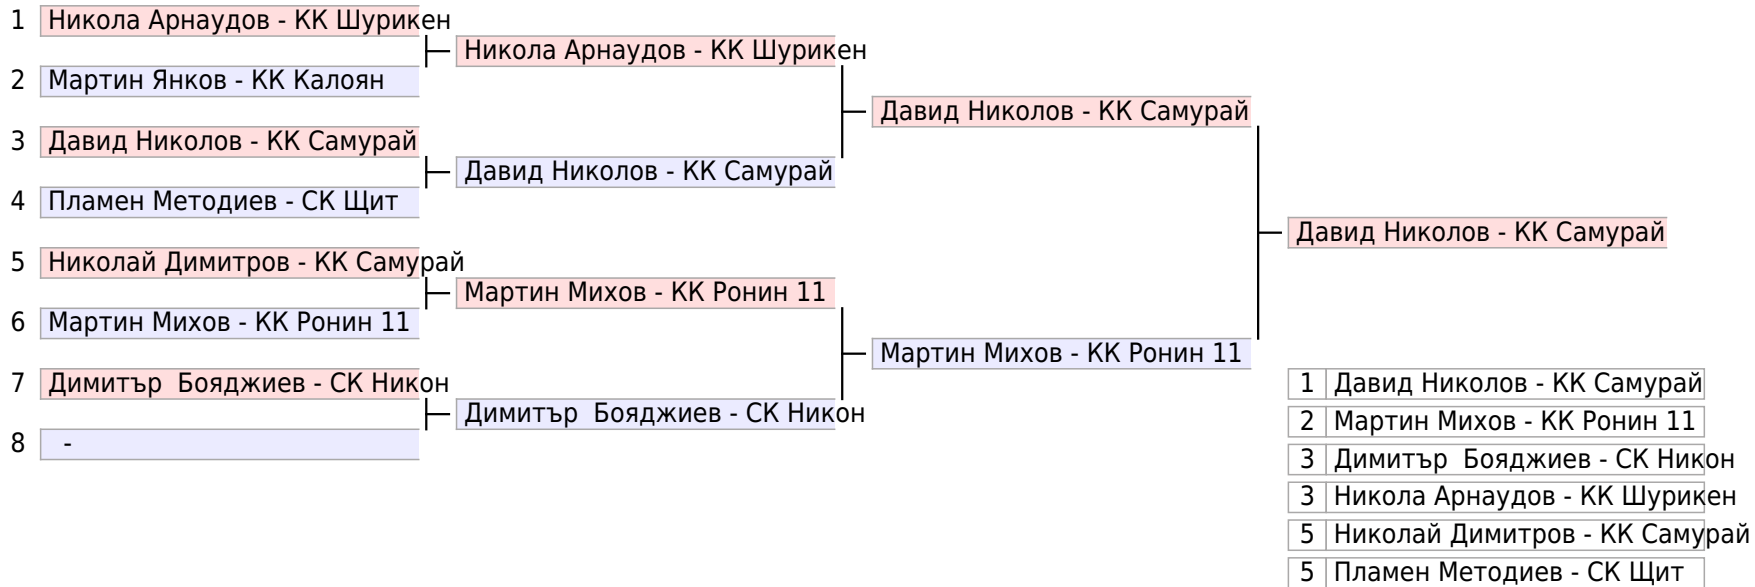 1 Никола Арнаудов - КК Шурикен
Никола Арнаудов - КК Шурикен
2 Мартин Янков - КК Калоян
Давид Николов - КК Самурай
3 Давид Николов - КК Самурай
Давид Николов - КК Самурай
4 Пламен Методиев - СК Щит
Давид Николов - КК Самурай
5 Николай Димитров - КК Самурай
Мартин Михов - КК Ронин 11
6 Мартин Михов - КК Ронин 11
Мартин Михов - КК Ронин 11
7 Димитър  Бояджиев - СК Никон
Димитър  Бояджиев - СК Никон
8 -
1 Давид Николов - КК Самурай
2 Мартин Михов - КК Ронин 11
3 Димитър  Бояджиев - СК Никон
3 Никола Арнаудов - КК Шурикен
5 Николай Димитров - КК Самурай
5 Пламен Методиев - СК Щит